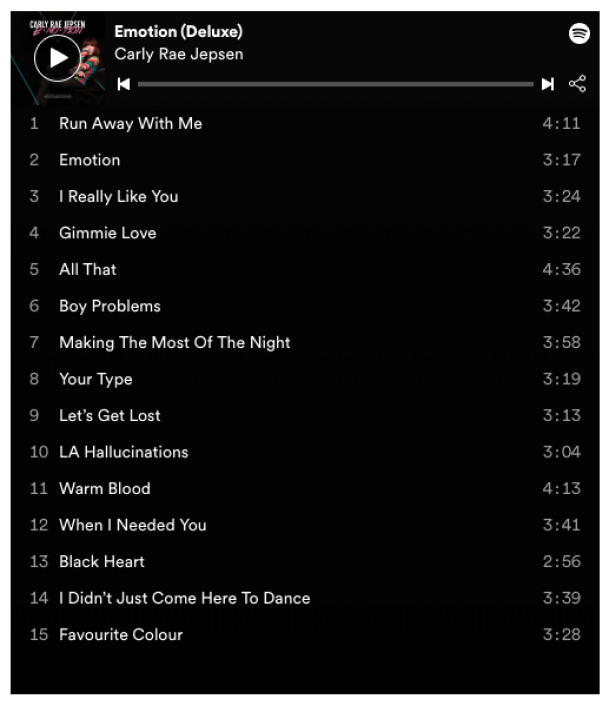 CARLY RAE JEPSEN
E·MO·TION
Emotion (Deluxe)
Carly Rae Jepsen
1 Run Away With Me 4:11
2 Emotion 3:17
3 I Really Like You 3:24
4 Gimmie Love 3:22
5 All That 4:36
6 Boy Problems 3:42
7 Making The Most Of The Night 3:58
8 Your Type 3:19
9 Let’s Get Lost 3:13
10 LA Hallucinations 3:04
11 Warm Blood 4:13
12 When I Needed You 3:41
13 Black Heart 2:56
14 I Didn’t Just Come Here To Dance 3:39
15 Favourite Colour 3:28